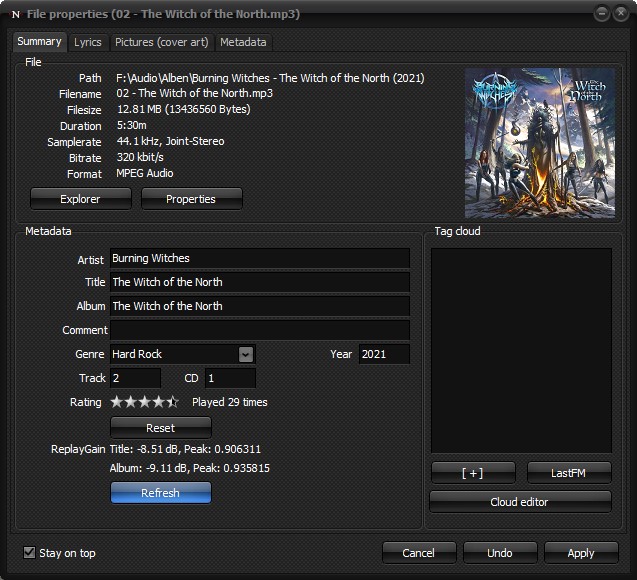 N File properties (02 - The Witch of the North.mp3)
Summary Lyrics Pictures (cover art) Metadata
File
Path F:\Audio\Alben\Burning Witches - The Witch of the North (2021)
Filename 02 - The Witch of the North.mp3
Filesize 12.81 MB (13436560 Bytes)
Duration 5:30m
Samplerate 44.1 kHz, Joint-Stereo
Bitrate 320 kbit/s
Format MPEG Audio
Explorer Properties
BURNING WITCHES
The Witch of the North
Metadata
Artist Burning Witches
Title The Witch of the North
Album The Witch of the North
Comment
Genre Hard Rock Year 2021
Track 2 CD 1
Rating Played 29 times
Reset
ReplayGain Title: -8.51 dB, Peak: 0.906311
Album: -9.11 dB, Peak: 0.935815
Refresh
Tag cloud
[ + ] LastFM
Cloud editor
Stay on top Cancel Undo Apply